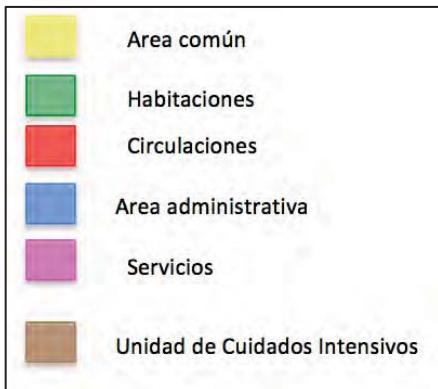 Area común
Habitaciones
Circulaciones
Area administrativa
Servicios
Unidad de Cuidados Intensivos